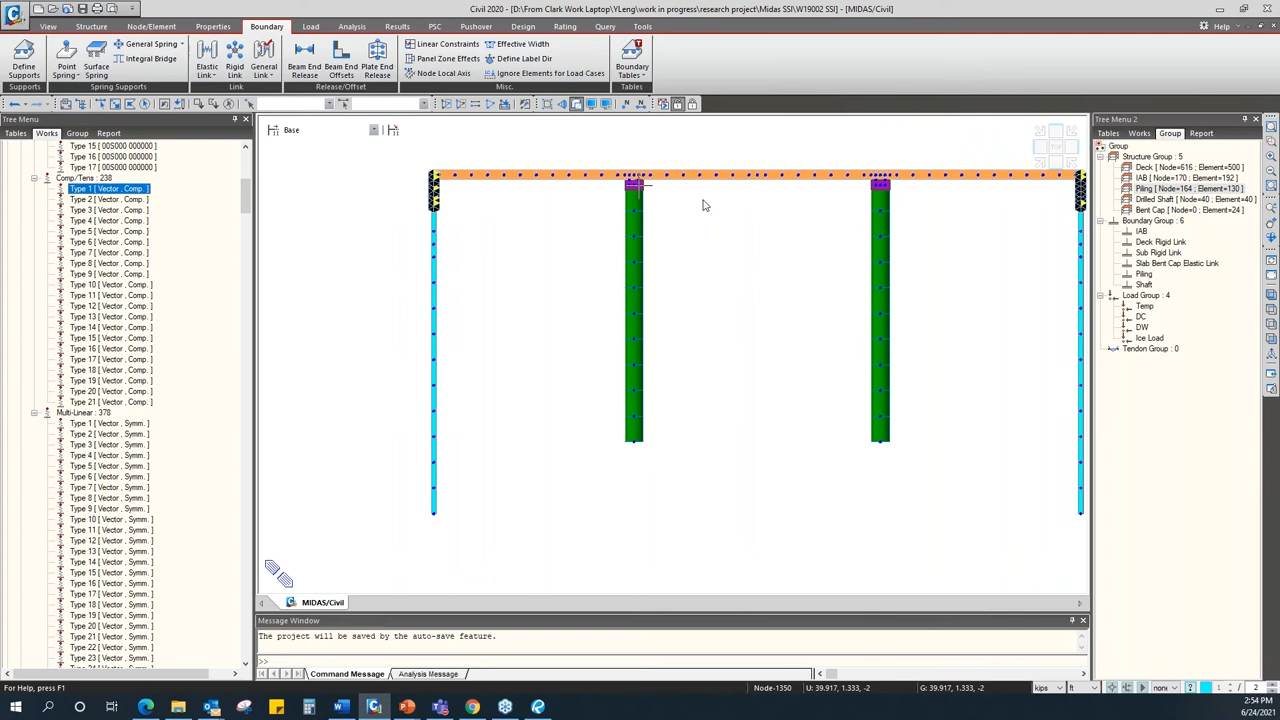 Civil 2020 - [D:\From Clark Work Laptop\YLeng\work in progress\research project\Midas SSI\W19002 SSI] - [MIDAS/Civil]
View Structure Node/Element Properties Boundary Load Analysis Results PSC Pushover Design Rating Query Tools Help
Define Supports
Point Spring
Surface Spring
General Spring
Integral Bridge
Elastic Link
Rigid Link
General Link
Beam End Release
Beam End Offsets
Plate End Release
Linear Constraints
Panel Zone Effects
Node Local Axis
Effective Width
Define Label Dir
Ignore Elements for Load Cases
Boundary Tables
Supports Spring Supports Link Release/Offset Misc. Tables
Tree Menu
Tables Works Group Report
Type 15 [ 00S000 000000 ]
Type 16 [ 00S000 000000 ]
Type 17 [ 00S000 000000 ]
Comp/Tens : 238
Type 1 [ Vector , Comp. ]
Type 2 [ Vector , Comp. ]
Type 3 [ Vector , Comp. ]
Type 4 [ Vector , Comp. ]
Type 5 [ Vector , Comp. ]
Type 6 [ Vector , Comp. ]
Type 7 [ Vector , Comp. ]
Type 8 [ Vector , Comp. ]
Type 9 [ Vector , Comp. ]
Type 10 [ Vector , Comp. ]
Type 11 [ Vector , Comp. ]
Type 12 [ Vector , Comp. ]
Type 13 [ Vector , Comp. ]
Type 14 [ Vector , Comp. ]
Type 15 [ Vector , Comp. ]
Type 16 [ Vector , Comp. ]
Type 17 [ Vector , Comp. ]
Type 18 [ Vector , Comp. ]
Type 19 [ Vector , Comp. ]
Type 20 [ Vector , Comp. ]
Type 21 [ Vector , Comp. ]
Multi-Linear : 378
Type 1 [ Vector , Symm. ]
Type 2 [ Vector , Symm. ]
Type 3 [ Vector , Symm. ]
Type 4 [ Vector , Symm. ]
Type 5 [ Vector , Symm. ]
Type 6 [ Vector , Symm. ]
Type 7 [ Vector , Symm. ]
Type 8 [ Vector , Symm. ]
Type 9 [ Vector , Symm. ]
Type 10 [ Vector , Symm. ]
Type 11 [ Vector , Symm. ]
Type 12 [ Vector , Symm. ]
Type 13 [ Vector , Symm. ]
Type 14 [ Vector , Symm. ]
Type 15 [ Vector , Symm. ]
Type 16 [ Vector , Symm. ]
Type 17 [ Vector , Symm. ]
Type 18 [ Vector , Symm. ]
Type 19 [ Vector , Symm. ]
Type 20 [ Vector , Symm. ]
Type 21 [ Vector , Symm. ]
Type 22 [ Vector , Symm. ]
Type 23 [ Vector , Symm. ]
Base
TOP
MIDAS/Civil
Message Window
The project will be saved by the auto-save feature.
>>
Command Message Analysis Message
Tree Menu 2
Tables Works Group Report
Group
Structure Group : 5
Deck [ Node=616 ; Element=500 ]
IAB [ Node=170 ; Element=192 ]
Piling [ Node=164 ; Element=130 ]
Drilled Shaft [ Node=40 ; Element=40 ]
Bent Cap [ Node=0 ; Element=24 ]
Boundary Group : 6
IAB
Deck Rigid Link
Sub Rigid Link
Slab Bent Cap Elastic Link
Piling
Shaft
Load Group : 4
Temp
DC
DW
Ice Load
Tendon Group : 0
For Help, press F1
Node-1350 U: 39.917, 1.333, -2 G: 39.917, 1.333, -2 kips ft non 1 / 2
2:54 PM
6/24/2021